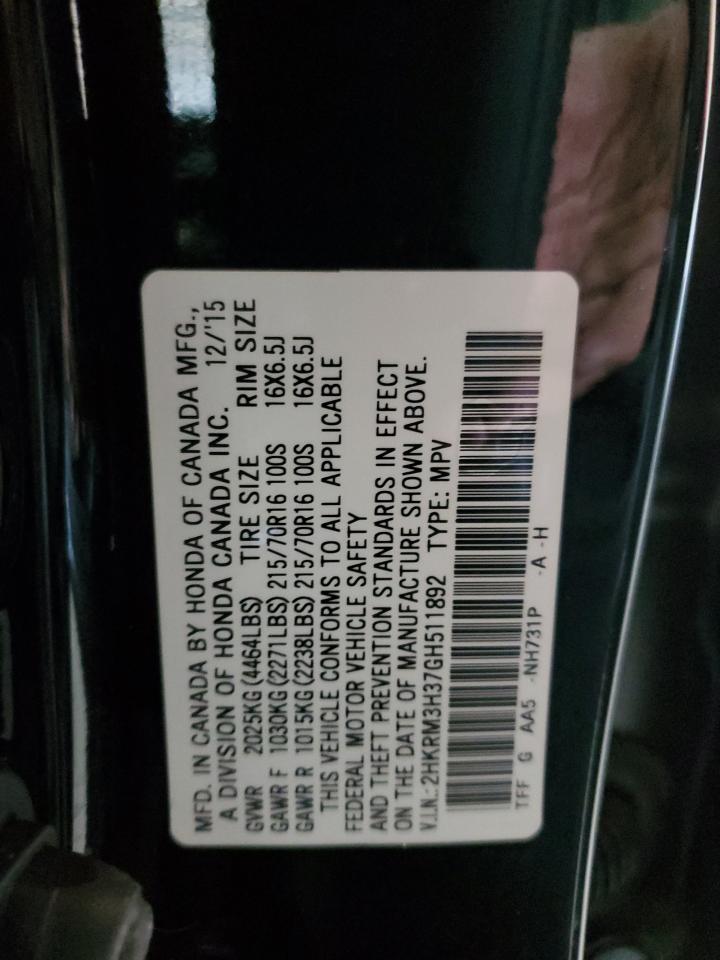 MFD. IN CANADA BY HONDA OF CANADA MFG.,
A DIVISION OF HONDA CANADA INC. 12/'15
GVWR 2025KG (4464LBS) TIRE SIZE RIM SIZE
GAWR F 1030KG (2271LBS) 215/70R16 100S 16X6.5J
GAWR R 1015KG (2238LBS) 215/70R16 100S 16X6.5J
THIS VEHICLE CONFORMS TO ALL APPLICABLE
FEDERAL MOTOR VEHICLE SAFETY
AND THEFT PREVENTION STANDARDS IN EFFECT
ON THE DATE OF MANUFACTURE SHOWN ABOVE.
V.I.N.:2HKRM3H37GH511892 TYPE: MPV
TFF G AA5 -NH731P -A -H